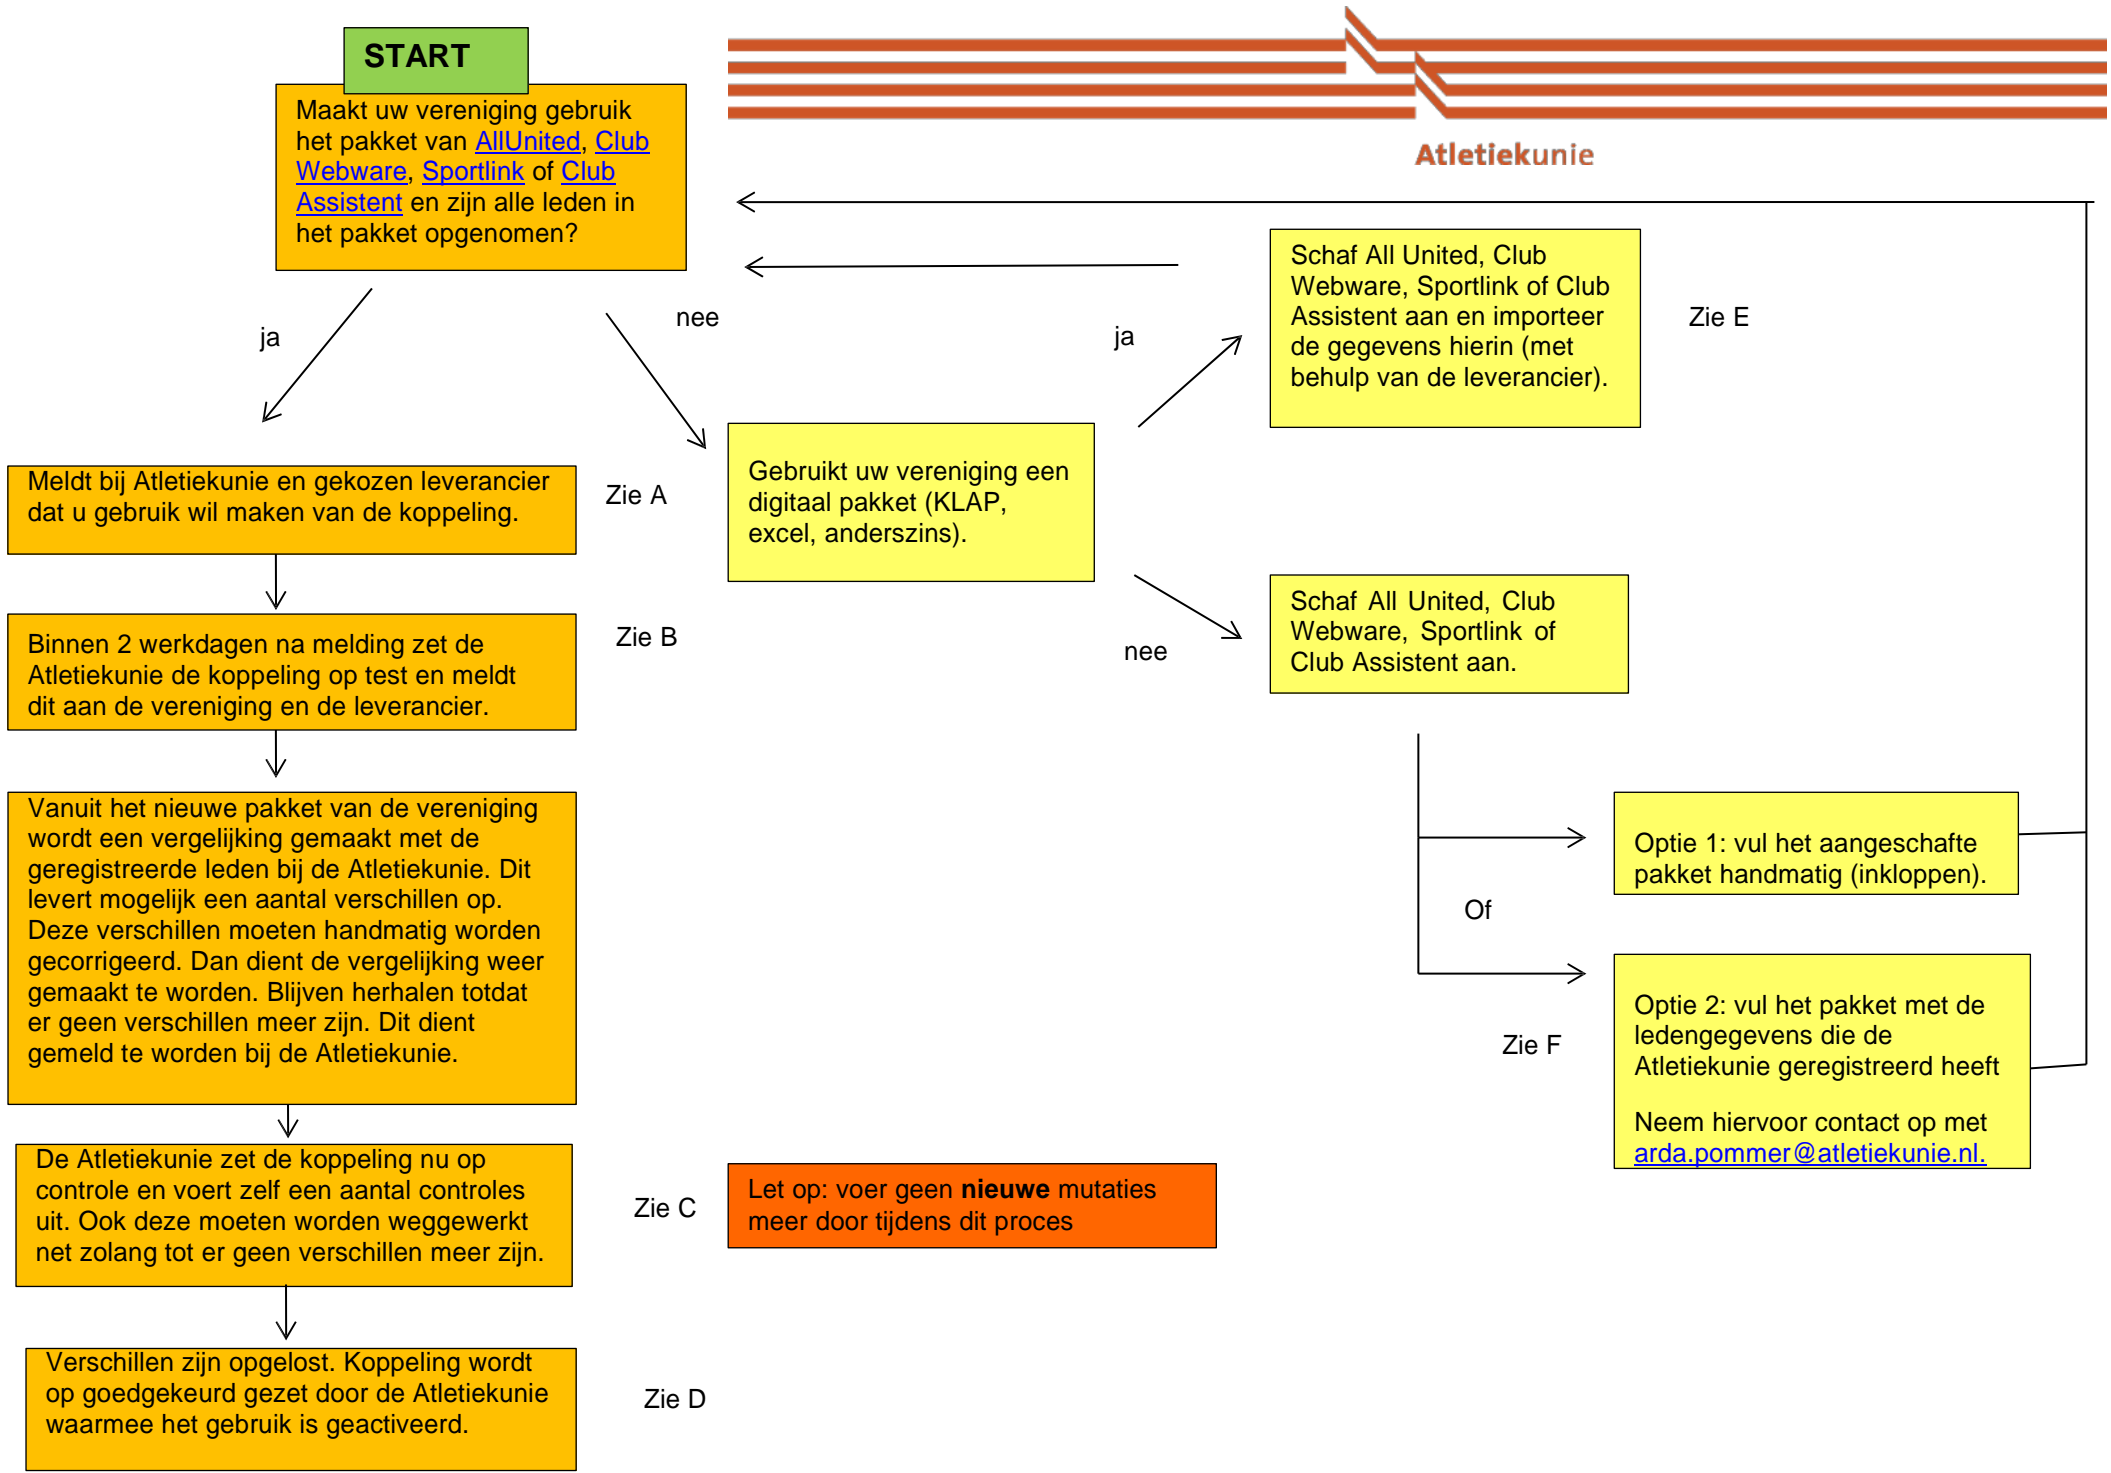 START
Maakt uw vereniging gebruik
het pakket van AllUnited, Club
Webware, Sportlink of Club
Assistent en zijn alle leden in
het pakket opgenomen?
Atletiekunie
ja
nee
ja
Schaf All United, Club
Webware, Sportlink of Club
Assistent aan en importeer
de gegevens hierin (met
behulp van de leverancier).
Zie E
Meldt bij Atletiekunie en gekozen leverancier
dat u gebruik wil maken van de koppeling.
Zie A
Gebruikt uw vereniging een
digitaal pakket (KLAP,
excel, anderszins).
Binnen 2 werkdagen na melding zet de
Atletiekunie de koppeling op test en meldt
dit aan de vereniging en de leverancier.
Zie B
nee
Schaf All United, Club
Webware, Sportlink of
Club Assistent aan.
Vanuit het nieuwe pakket van de vereniging
wordt een vergelijking gemaakt met de
geregistreerde leden bij de Atletiekunie. Dit
levert mogelijk een aantal verschillen op.
Deze verschillen moeten handmatig worden
gecorrigeerd. Dan dient de vergelijking weer
gemaakt te worden. Blijven herhalen totdat
er geen verschillen meer zijn. Dit dient
gemeld te worden bij de Atletiekunie.
Optie 1: vul het aangeschafte
pakket handmatig (inkloppen).
Of
Zie F
Optie 2: vul het pakket met de
ledengegevens die de
Atletiekunie geregistreerd heeft
Neem hiervoor contact op met
arda.pommer@atletiekunie.nl.
De Atletiekunie zet de koppeling nu op
controle en voert zelf een aantal controles
uit. Ook deze moeten worden weggewerkt
net zolang tot er geen verschillen meer zijn.
Zie C
Let op: voer geen nieuwe mutaties
meer door tijdens dit proces
Verschillen zijn opgelost. Koppeling wordt
op goedgekeurd gezet door de Atletiekunie
waarmee het gebruik is geactiveerd.
Zie D